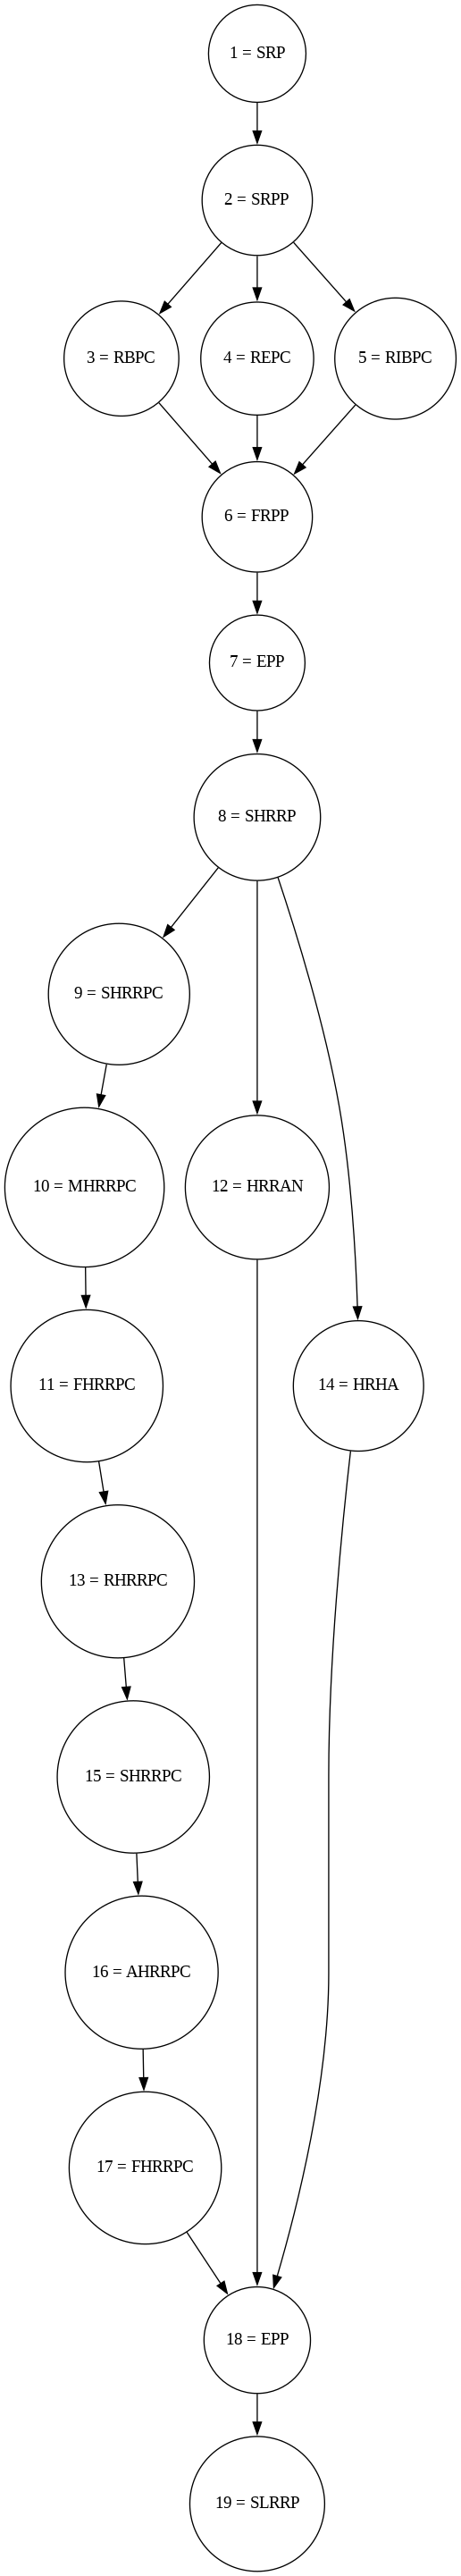 1 = SRP
2 = SRPP
3 = RBPC
4 = REPC
5 = RIBPC
6 = FRPP
7 = EPP
8 = SHRRP
9 = SHRRPC
10 = MHRRPC
12 = HRRAN
11 = FHRRPC
14 = HRHA
13 = RHRRPC
15 = SHRRPC
16 = AHRRPC
17 = FHRRPC
18 = EPP
19 = SLRRP